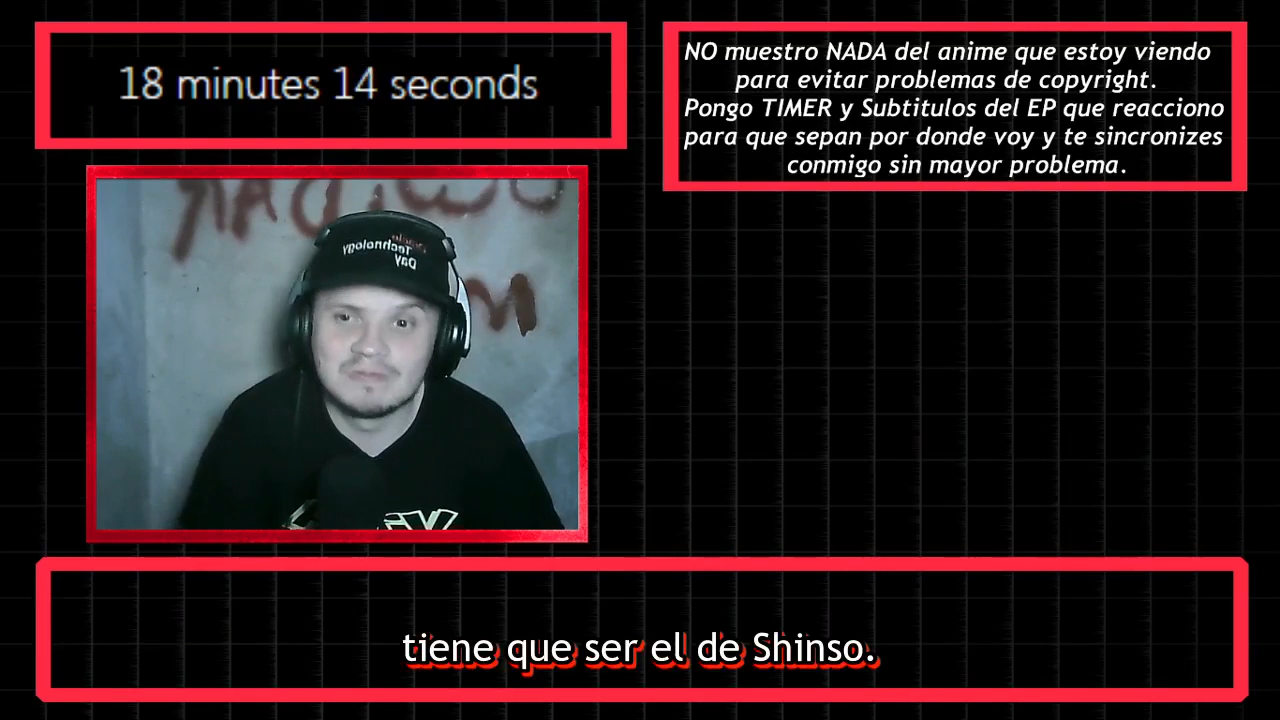 18 minutes 14 seconds
NO muestro NADA del anime que estoy viendo
para evitar problemas de copyright.
Pongo TIMER y Subtitulos del EP que reacciono
para que sepan por donde voy y te sincronizes
conmigo sin mayor problema.
Technology
Day
tiene que ser el de Shinso.